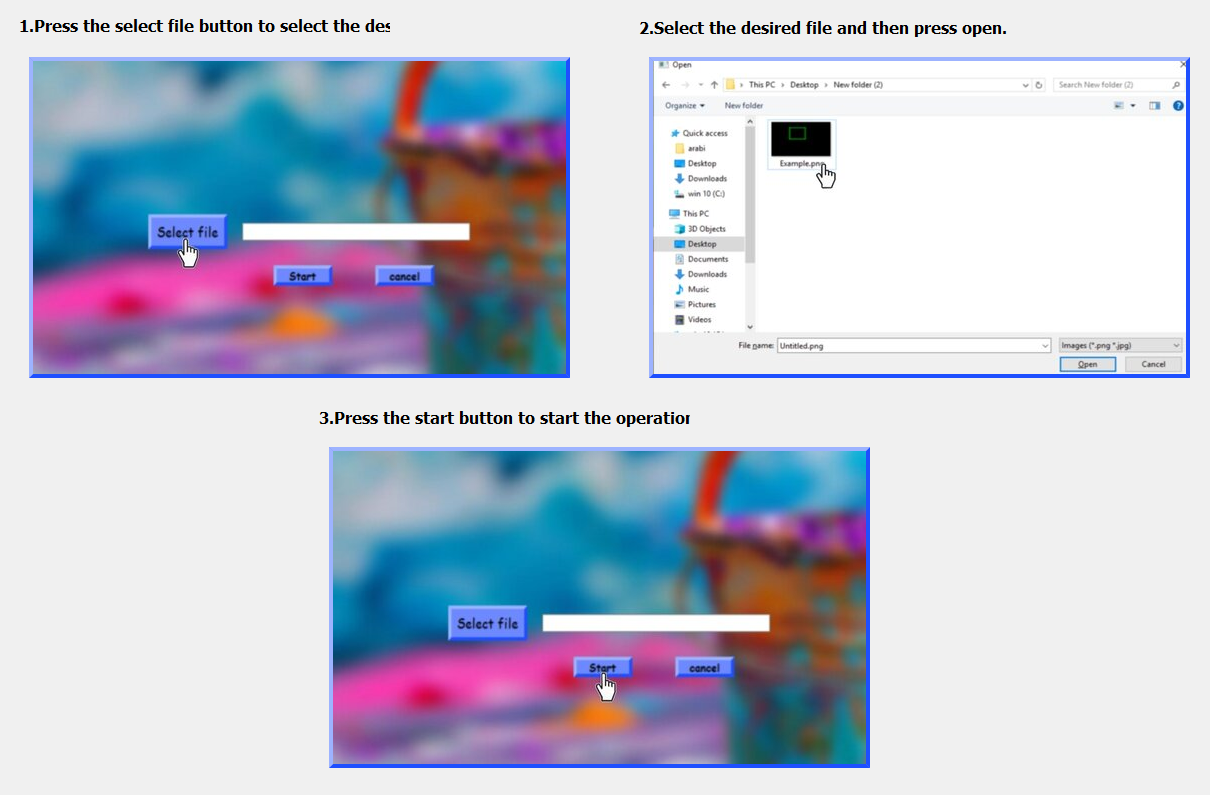 1.Press the select file button to select the des
2.Select the desired file and then press open.
Select file
Start cancel
Open
This PC > Desktop > New folder (2)
Search New folder (2)
Organize
New folder
Quick access
arabi
Desktop
Downloads
win 10 (C:)
This PC
3D Objects
Desktop
Documents
Downloads
Music
Pictures
Videos
Example.png
File name: Untitled.png
Images (*.png *.jpg)
Open Cancel
3.Press the start button to start the operation
Select file
Start cancel